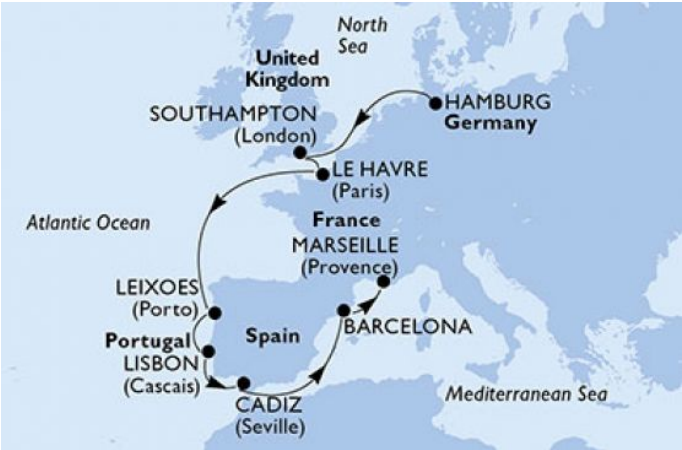 North
Sea
United
Kingdom
HAMBURG
Germany
SOUTHAMPTON
(London)
LE HAVRE
(Paris)
Atlantic Ocean
France
MARSEILLE
(Provence)
LEIXOES
(Porto)
BARCELONA
Portugal
Spain
LISBON
(Cascais)
CADIZ
(Seville)
Mediterranean Sea